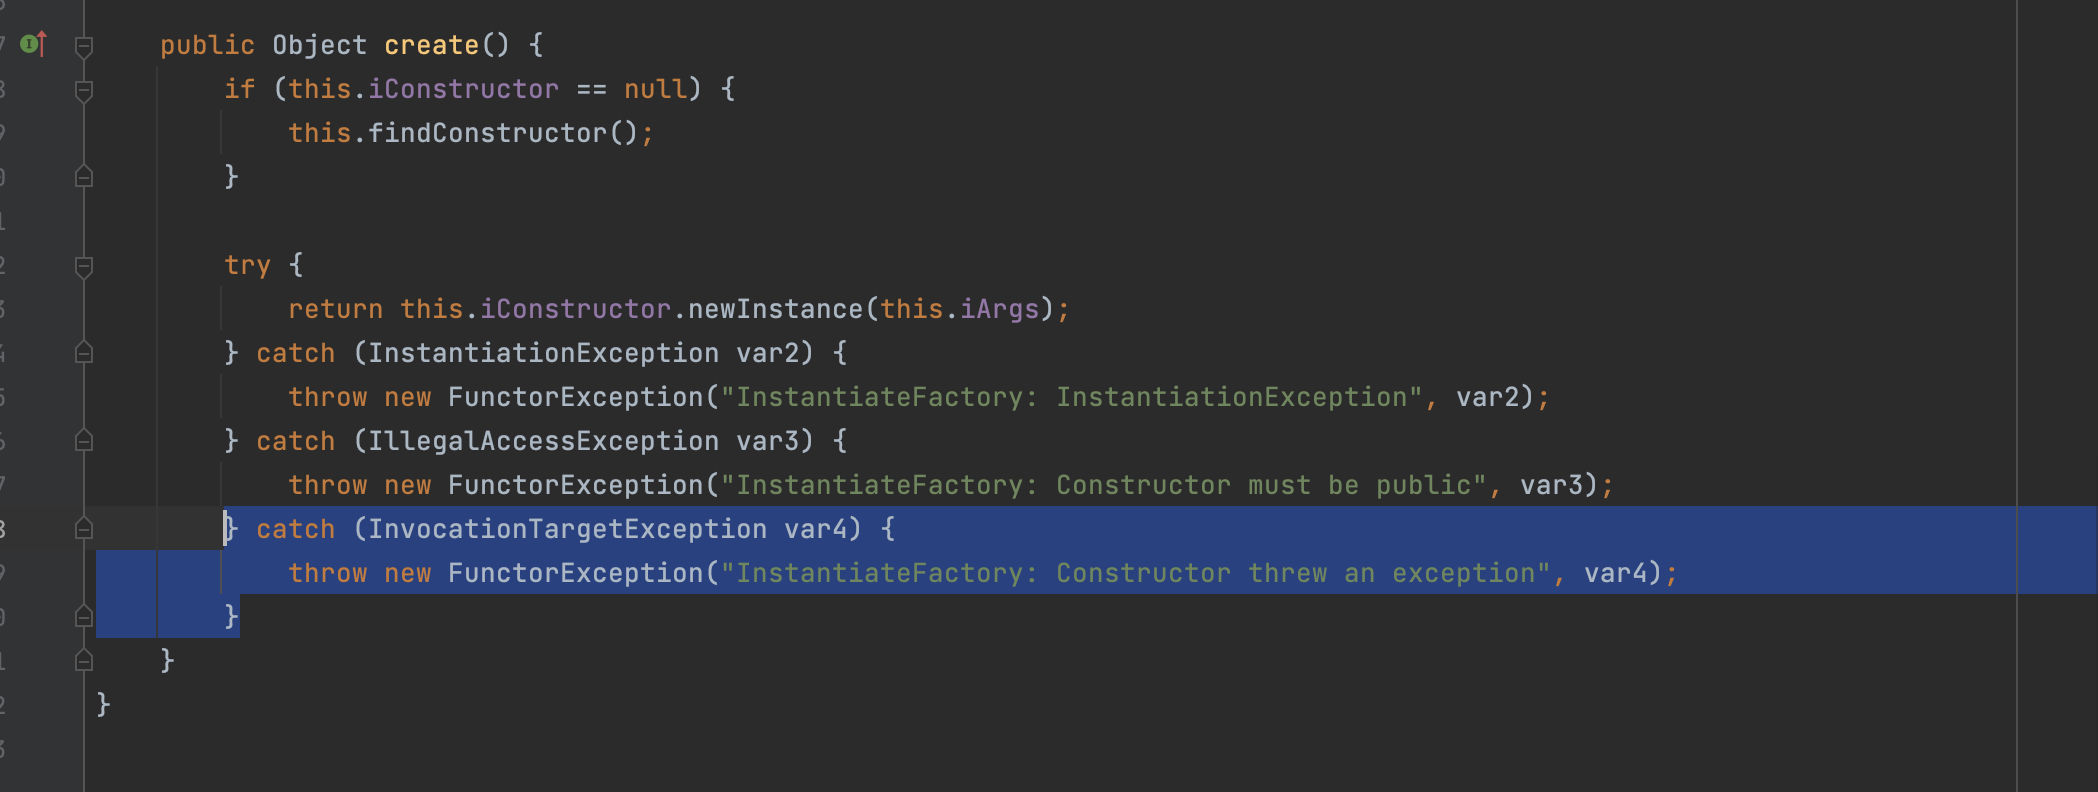 public Object create() {
if (this.iConstructor == null) {
this.findConstructor();
}
try {
return this.iConstructor.newInstance(this.iArgs);
} catch (InstantiationException var2) {
throw new FunctorException("InstantiateFactory: InstantiationException", var2);
} catch (IllegalAccessException var3) {
throw new FunctorException("InstantiateFactory: Constructor must be public", var3);
} catch (InvocationTargetException var4) {
throw new FunctorException("InstantiateFactory: Constructor threw an exception", var4);
}
}
}